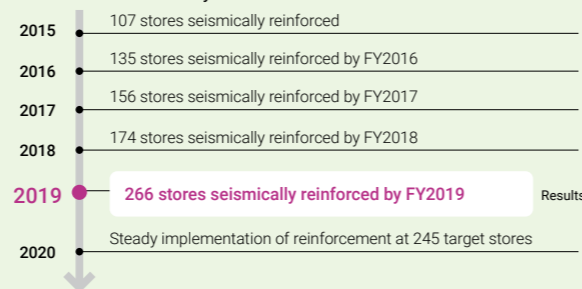 2015
107 stores seismically reinforced
2016
135 stores seismically reinforced by FY2016
2017
156 stores seismically reinforced by FY2017
2018
174 stores seismically reinforced by FY2018
2019
266 stores seismically reinforced by FY2019
Results
2020
Steady implementation of reinforcement at 245 target stores